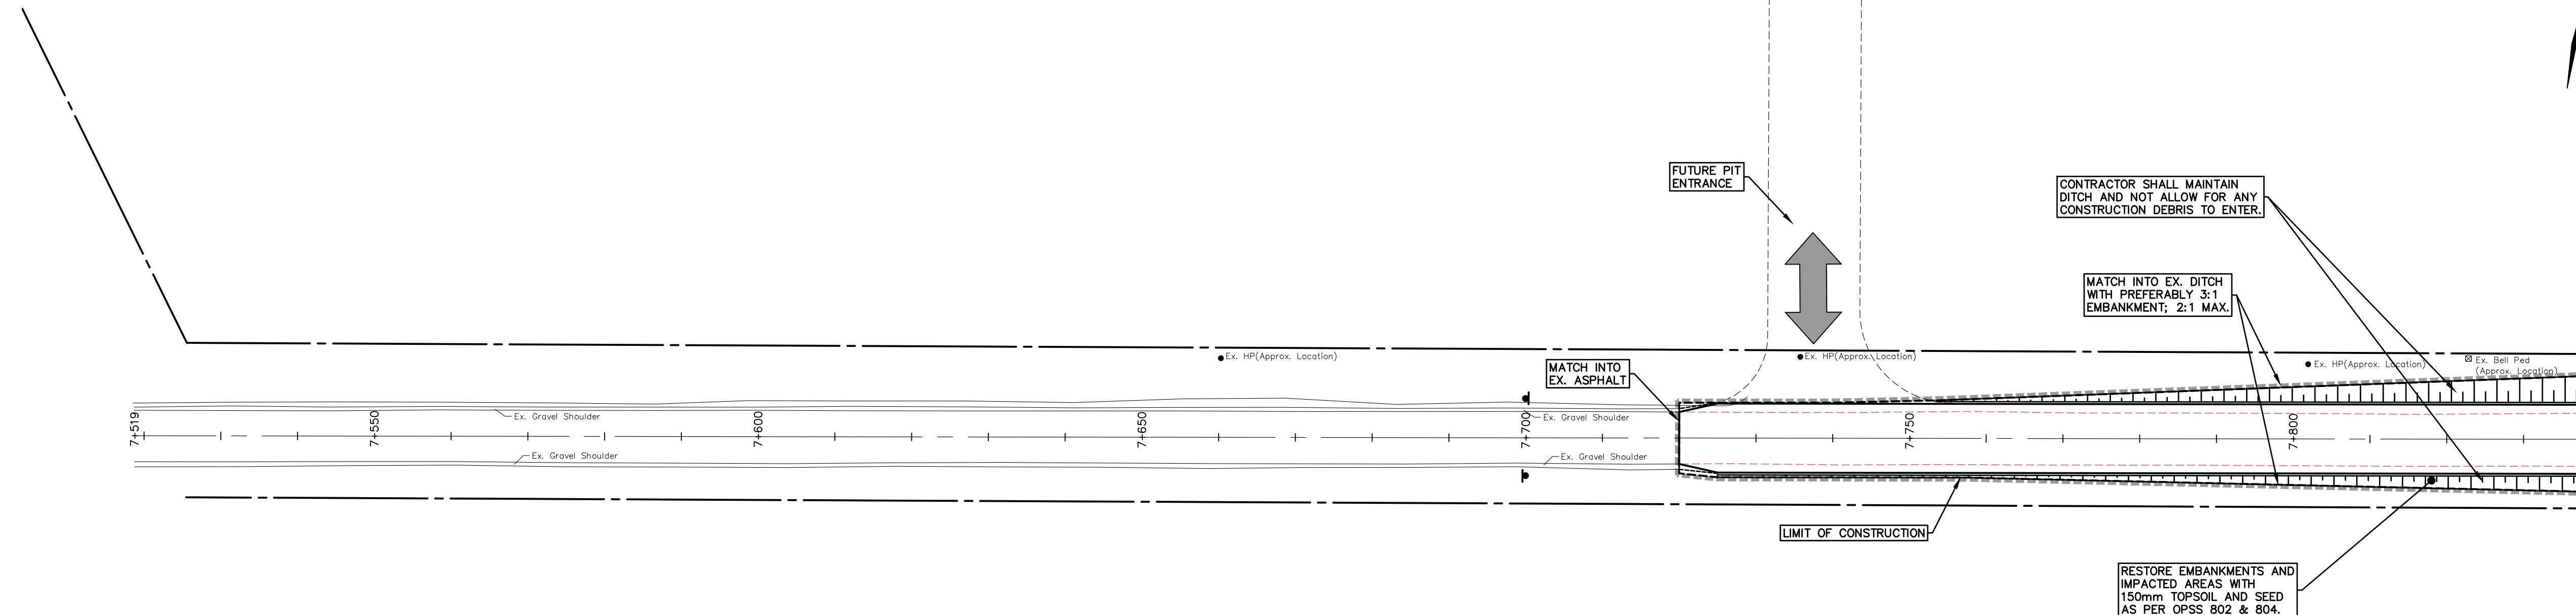 FUTURE PIT
ENTRANCE
CONTRACTOR SHALL MAINTAIN
DITCH AND NOT ALLOW FOR ANY
CONSTRUCTION DEBRIS TO ENTER.
MATCH INTO EX. DITCH
WITH PREFERABLY 3:1
EMBANKMENT; 2:1 MAX.
Ex. HP(Approx. Location)
Ex. HP(Approx. Location)
Ex. HP(Approx. Location)
Ex. Bell Ped
(Approx. Location)
MATCH INTO
EX. ASPHALT
Ex. Gravel Shoulder
Ex. Gravel Shoulder
7+519
7+550
7+600
7+650
7+700
7+750
7+800
Ex. Gravel Shoulder
Ex. Gravel Shoulder
LIMIT OF CONSTRUCTION
RESTORE EMBANKMENTS AND
IMPACTED AREAS WITH
150mm TOPSOIL AND SEED
AS PER OPSS 802 & 804.